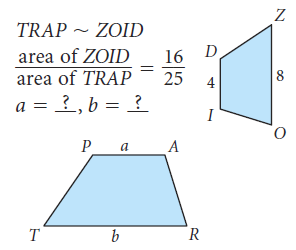 TRAP ~ ZOID
area of ZOID / area of TRAP = 16 / 25
a = ?, b = ?
Z
D
4
8
I
O
P a A
T b R